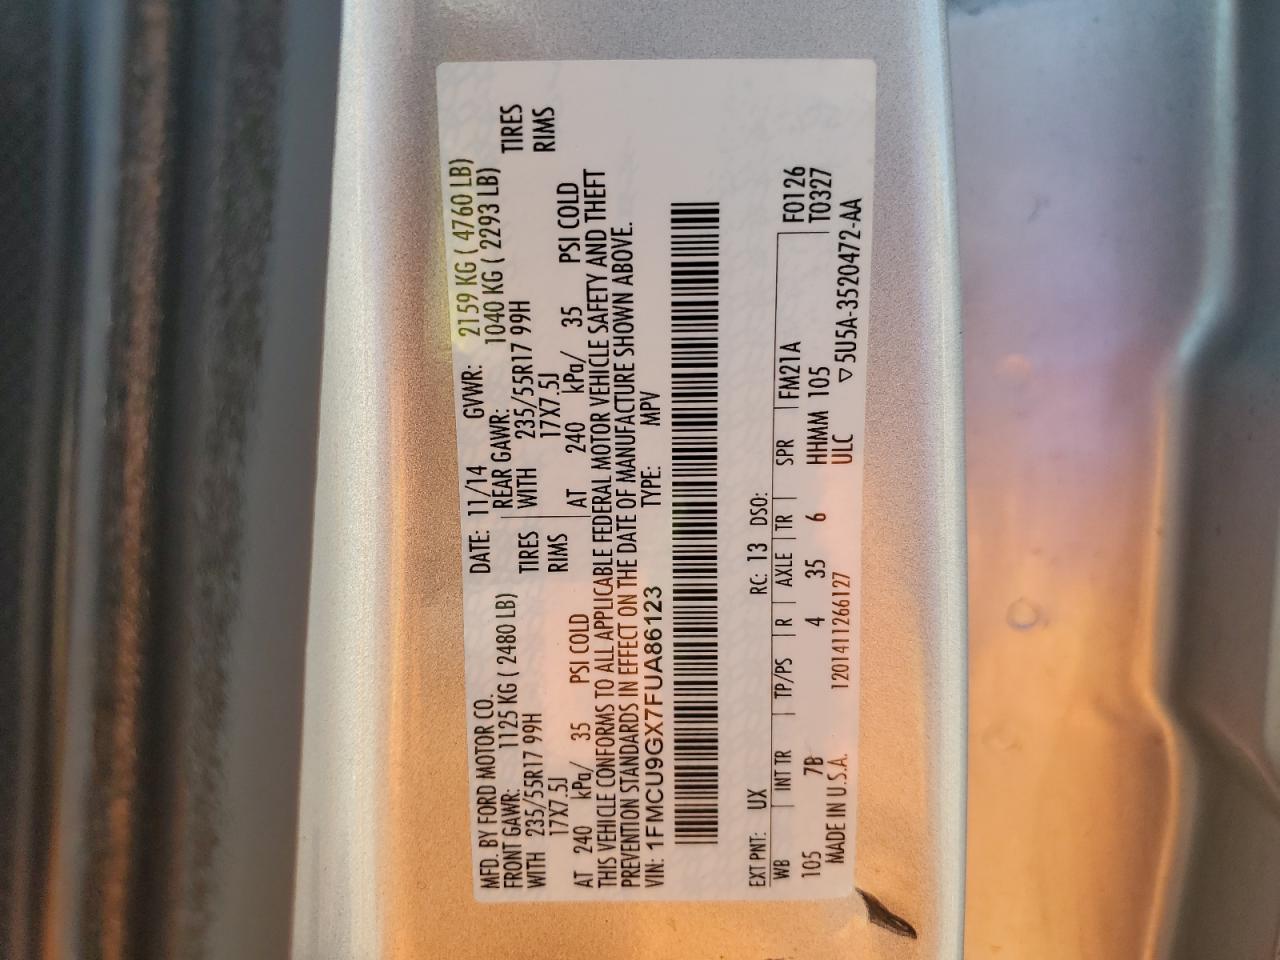 MFD. BY FORD MOTOR CO.
DATE: 11/14 GVWR: 2159 KG ( 4760 LB)
FRONT GAWR: 1125 KG ( 2480 LB) REAR GAWR: 1040 KG ( 2293 LB)
WITH 235/55R17 99H TIRES WITH 235/55R17 99H TIRES
17X7.5J RIMS 17X7.5J RIMS
AT 240 kPa/ 35 PSI COLD AT 240 kPa/ 35 PSI COLD
THIS VEHICLE CONFORMS TO ALL APPLICABLE FEDERAL MOTOR VEHICLE SAFETY AND THEFT
PREVENTION STANDARDS IN EFFECT ON THE DATE OF MANUFACTURE SHOWN ABOVE.
VIN: 1FMCU9GX7FUA86123 TYPE: MPV
EXT PNT: UX RC: 13 DSO:
WB INT TR TP/PS R AXLE TR SPR FM21A F0126
105 7B 4 35 6 HHMM 105 T0327
MADE IN U.S.A. 1201411266127 ULC ▽ 5U5A-3520472-AA